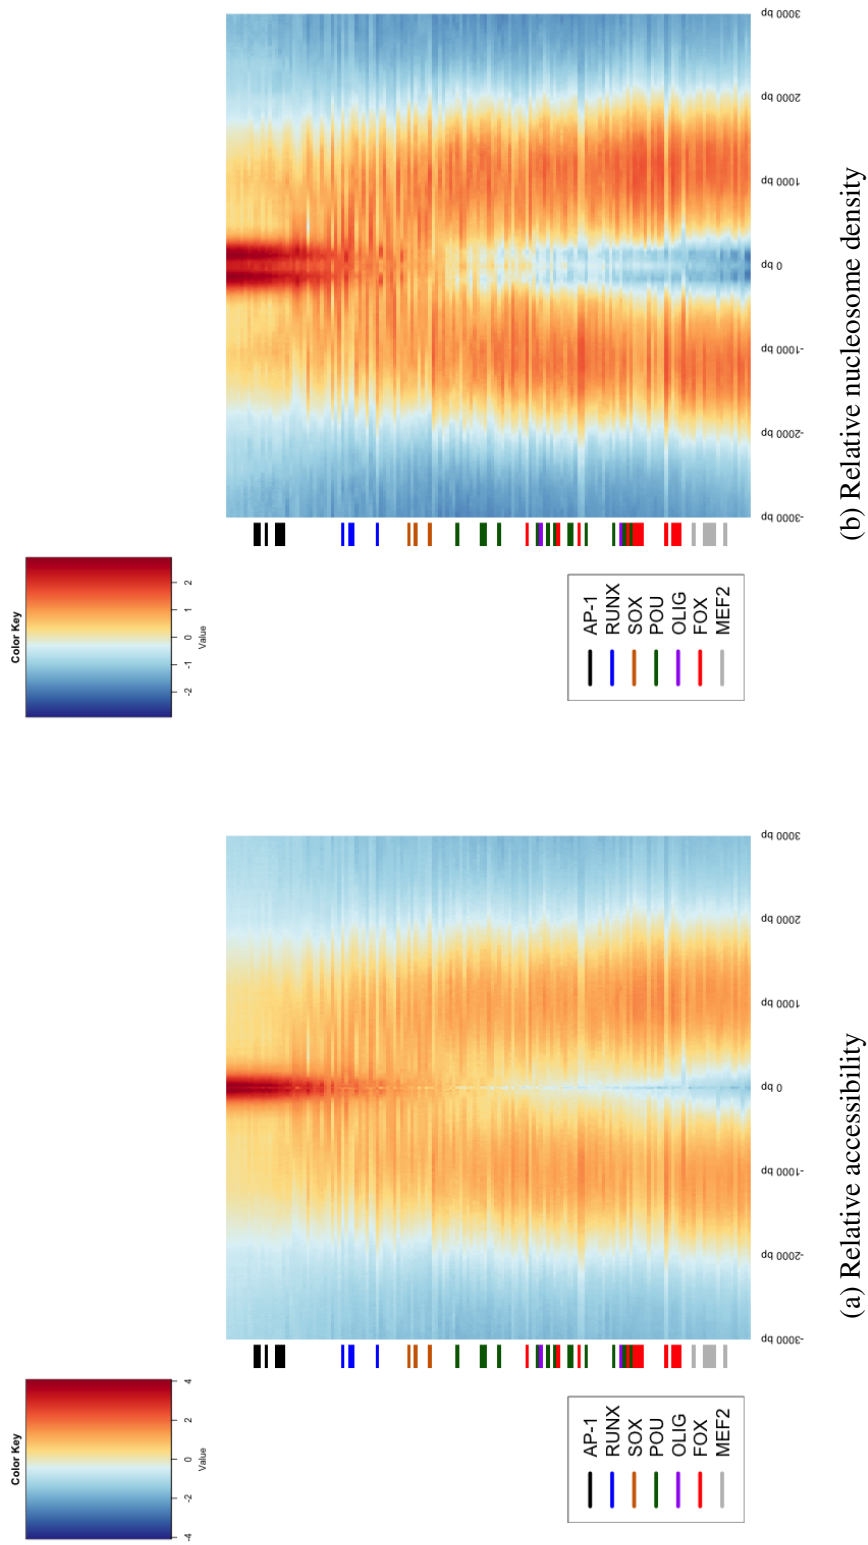 Color Key
-4 -2 0 2 4
Value
AP-1
RUNX
SOX
POU
OLIG
FOX
MEF2
-3000 bp
-2000 bp
-1000 bp
0 bp
1000 bp
2000 bp
3000 bp
(a) Relative accessibility
Color Key
-2 -1 0 1 2
Value
AP-1
RUNX
SOX
POU
OLIG
FOX
MEF2
-3000 bp
-2000 bp
-1000 bp
0 bp
1000 bp
2000 bp
3000 bp
(b) Relative nucleosome density